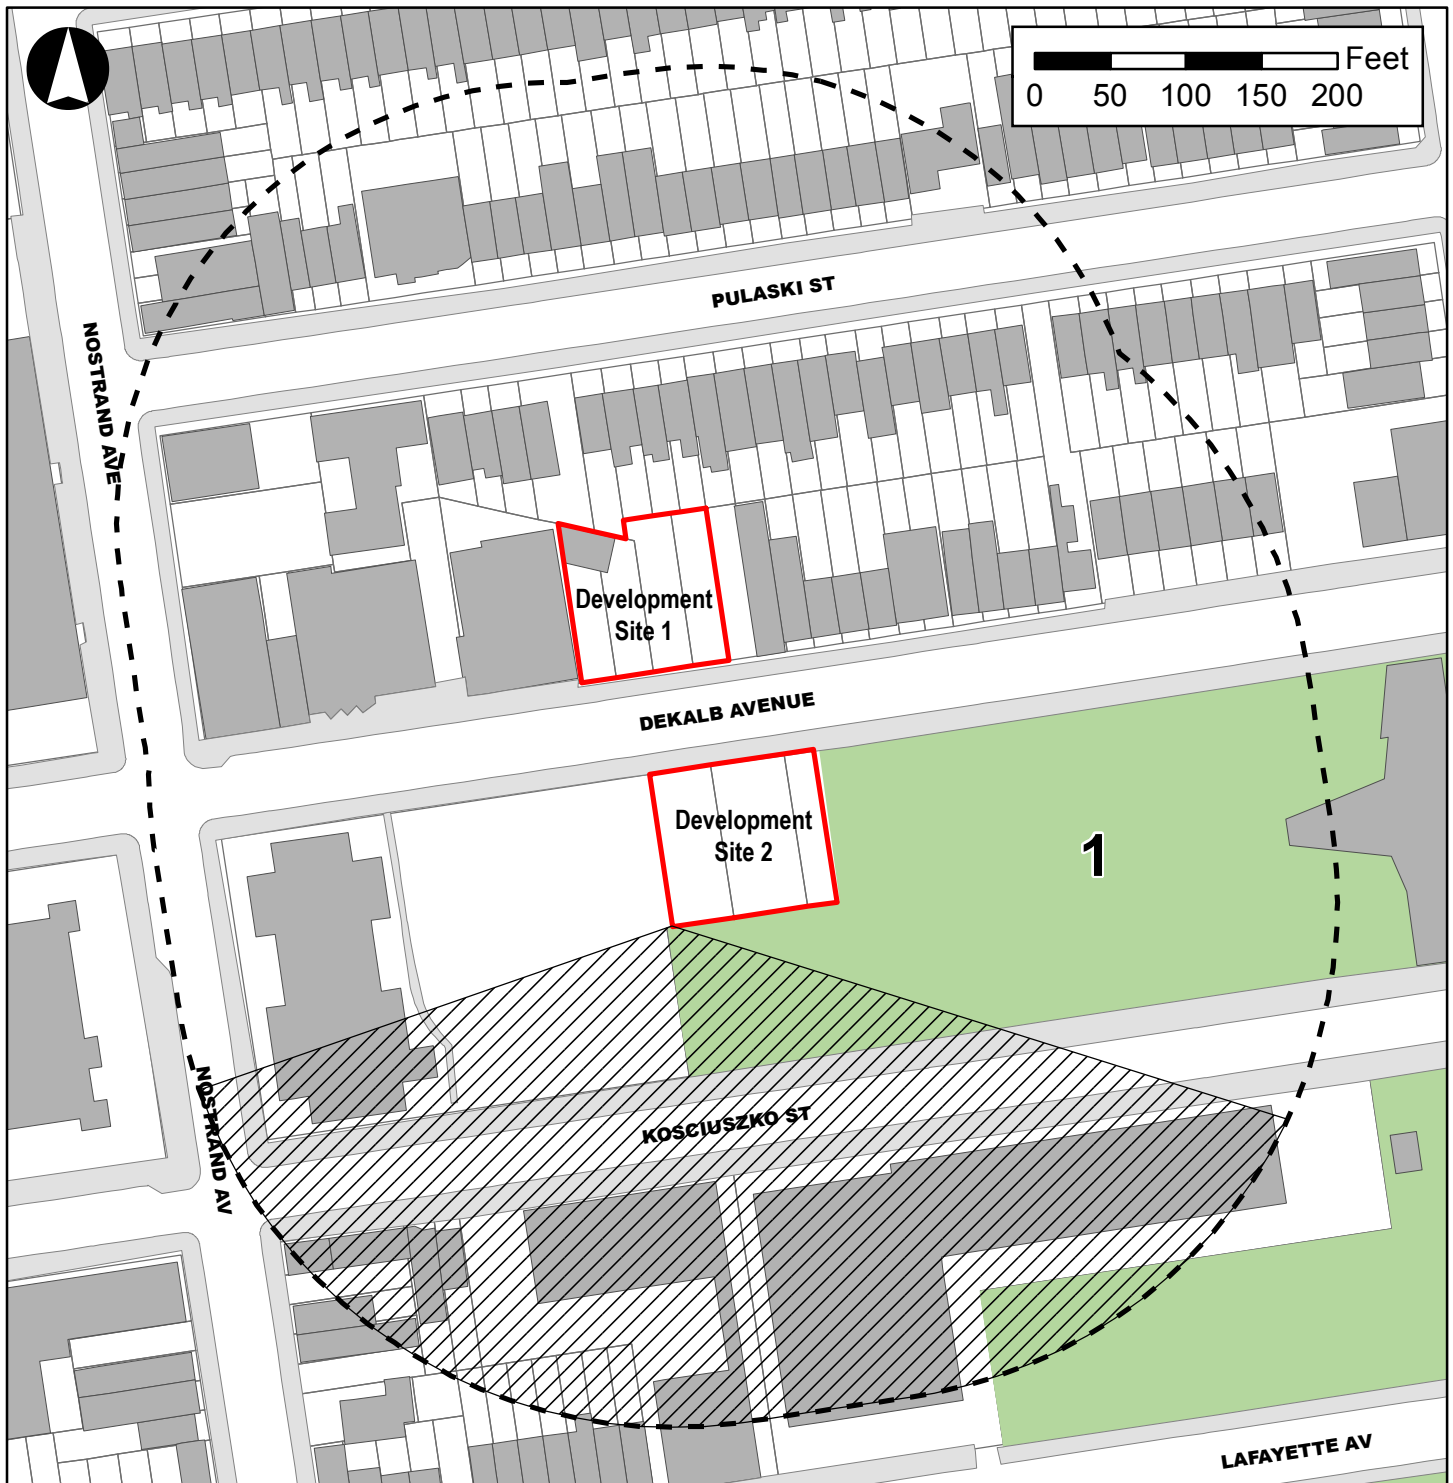 Feet
0 50 100 150 200
PULASKI ST
NOSTRAND AVE
Development
Site 1
DEKALB AVENUE
Development
Site 2
1
KOSCIUSZKO ST
NOSTRAND AV
LAFAYETTE AV